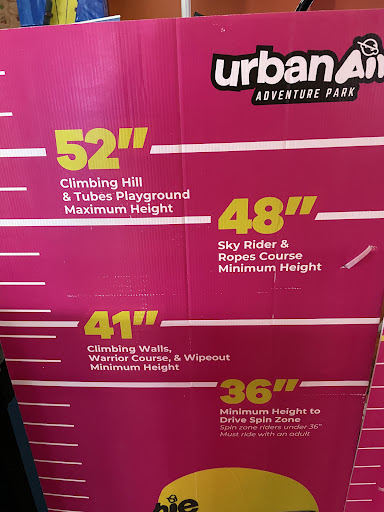 urbanAir
ADVENTURE PARK
52"
Climbing Hill
& Tubes Playground
Maximum Height
48"
Sky Rider &
Ropes Course
Minimum Height
41"
Climbing Walls,
Warrior Course, & Wipeout
Minimum Height
36"
Minimum Height to
Drive Spin Zone
Spin zone riders under 36"
Must ride with an adult